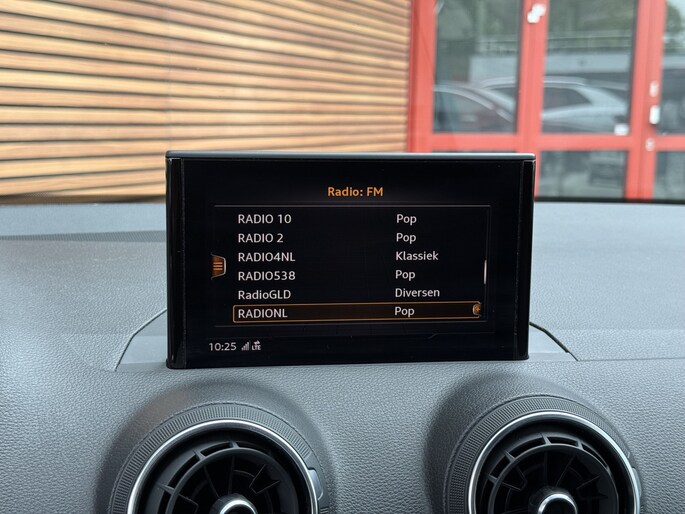 Radio: FM
RADIO 10 Pop
RADIO 2 Pop
RADIO4NL Klassiek
RADIO538 Pop
RadioGLD Diversen
RADIONL Pop
10:25 LTE